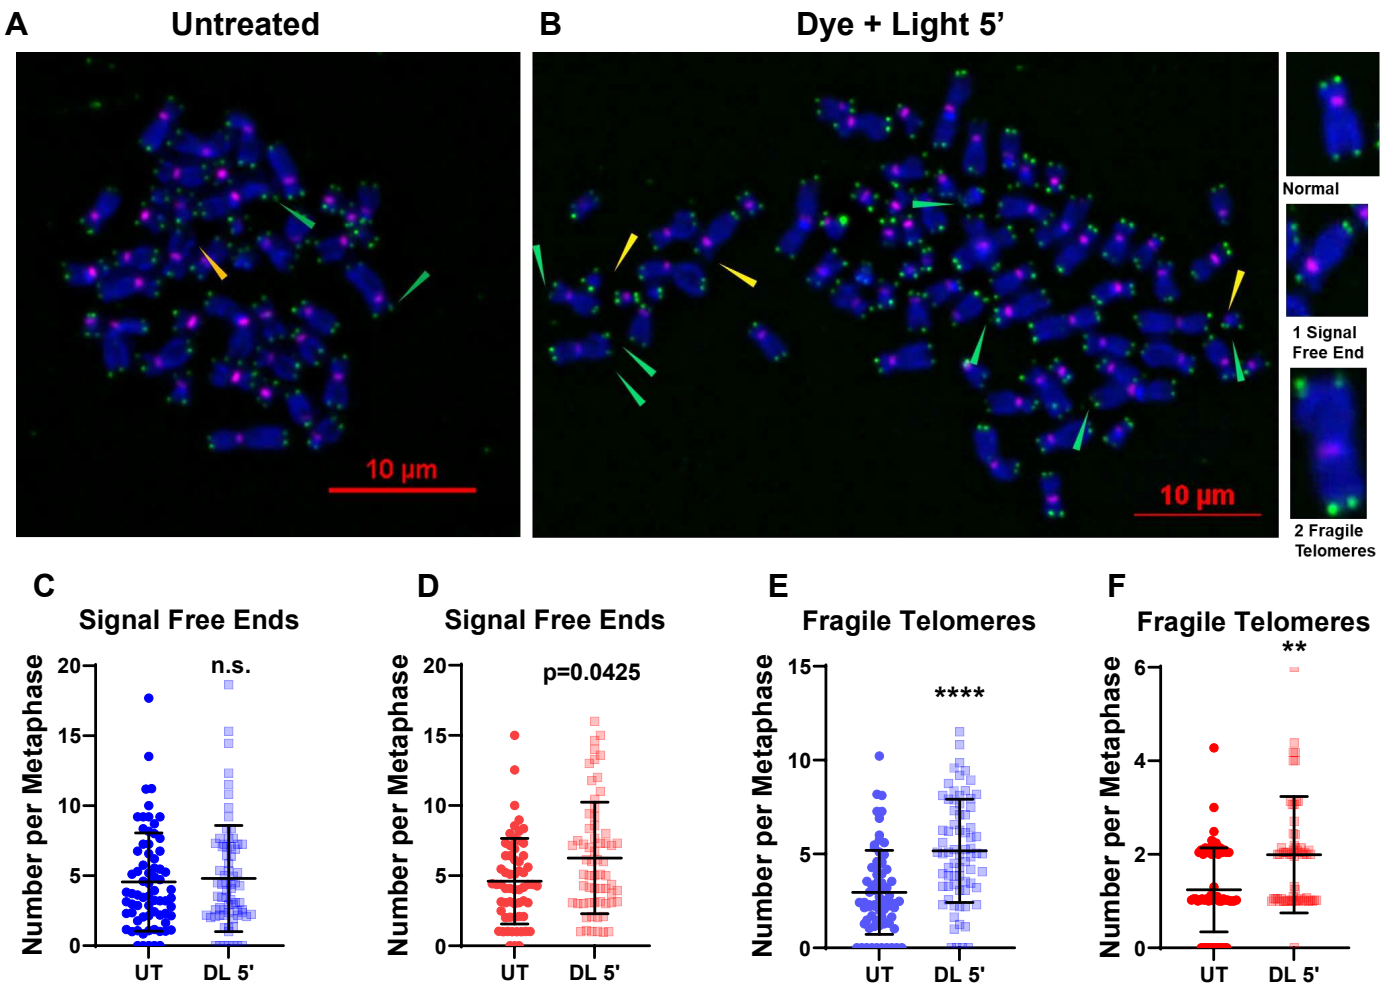 A
Untreated
B
Dye + Light 5’
10 µm
10 µm
Normal
1 Signal
Free End
2 Fragile
Telomeres
C
Signal Free Ends
Number per Metaphase
20
15
10
5
0
n.s.
UT
DL 5'
D
Signal Free Ends
Number per Metaphase
20
15
10
5
0
p=0.0425
UT
DL 5'
E
Fragile Telomeres
Number per Metaphase
15
10
5
0
****
UT
DL 5'
F
Fragile Telomeres
Number per Metaphase
6
4
2
0
**
UT
DL 5'